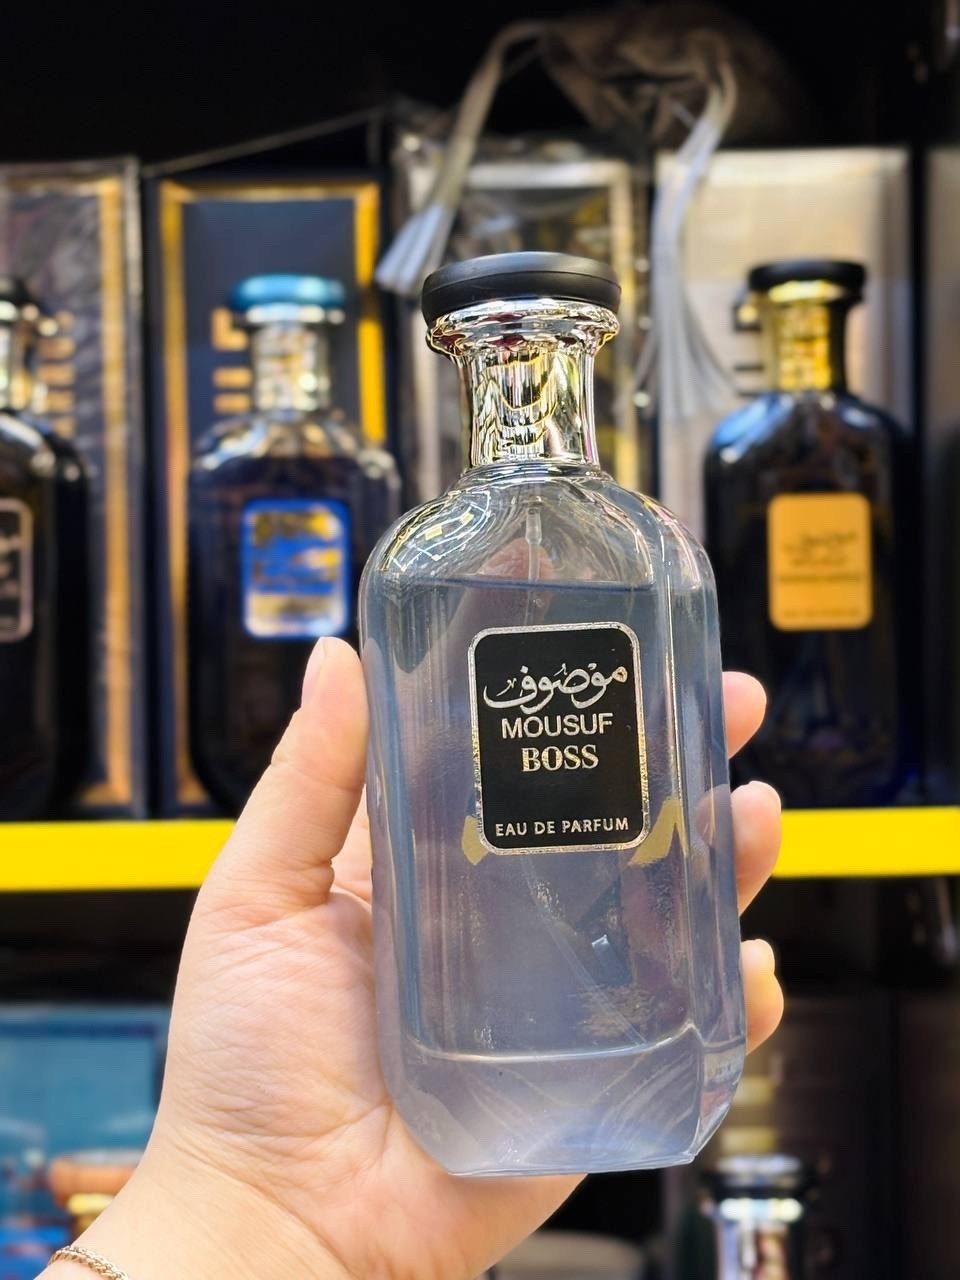 موصوف
MOUSUF
BOSS
EAU DE PARFUM